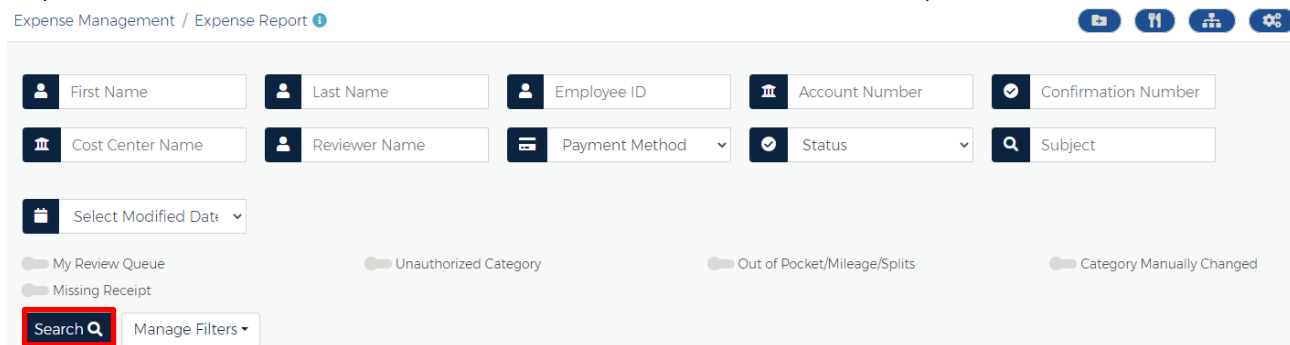 Expense Management / Expense Report
First Name Last Name Employee ID Account Number Confirmation Number
Cost Center Name Reviewer Name Payment Method Status Subject
Select Modified Date
My Review Queue Unauthorized Category Out of Pocket/Mileage/Splits Category Manually Changed
Missing Receipt
Search Manage Filters